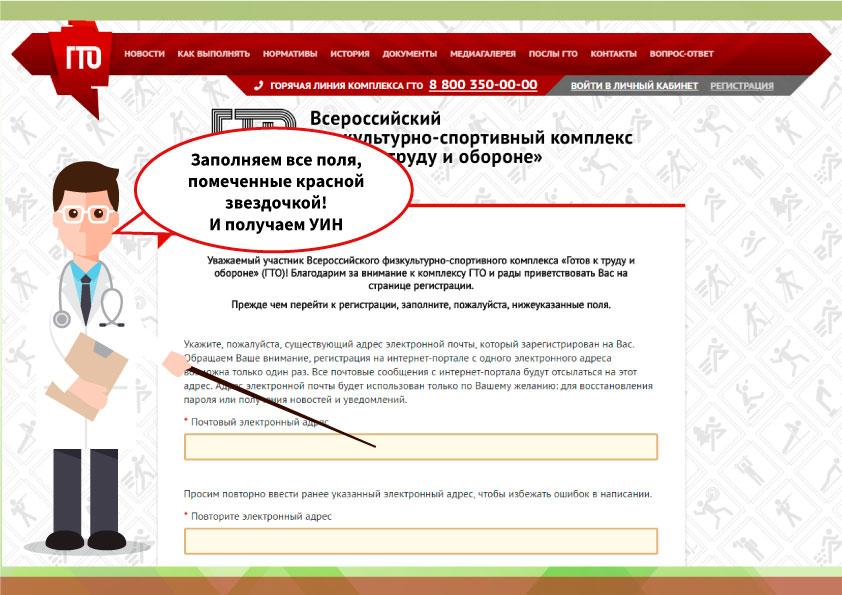 ГТО
НОВОСТИ КАК ВЫПОЛНЯТЬ НОРМАТИВЫ ИСТОРИЯ ДОКУМЕНТЫ МЕДИАГАЛЕРЕЯ ПОСЛЫ ГТО КОНТАКТЫ ВОПРОС-ОТВЕТ
ГОРЯЧАЯ ЛИНИЯ КОМПЛЕКСА ГТО 8 800 350-00-00 ВОЙТИ В ЛИЧНЫЙ КАБИНЕТ РЕГИСТРАЦИЯ
Всероссийский
культурно-спортивный комплекс
труду и обороне»
Заполняем все поля,
помеченные красной
звездочкой!
И получаем УИН
Уважаемый участник Всероссийского физкультурно-спортивного комплекса «Готов к труду и
обороне» (ГТО)! Благодарим за внимание к комплексу ГТО и рады приветствовать Вас на
странице регистрации.
Прежде чем перейти к регистрации, заполните, пожалуйста, нижеуказанные поля.
Укажите, пожалуйста, существующий адрес электронной почты, который зарегистрирован на Вас.
Обращаем Ваше внимание, регистрация на интернет-портале с одного электронного адреса
возможна только один раз. Все почтовые сообщения с интернет-портала будут отсылаться на этот
адрес. Адрес электронной почты будет использован только по Вашему желанию: для восстановления
пароля или получения новостей и уведомлений.
* Почтовый электронный адрес
Просим повторно ввести ранее указанный электронный адрес, чтобы избежать ошибок в написании.
* Повторите электронный адрес